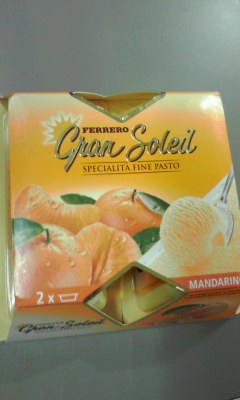 FERRERO
Gran Soleil
SPECIALITÀ FINE PASTO
MANDARIN
2 x
Gran Soleil